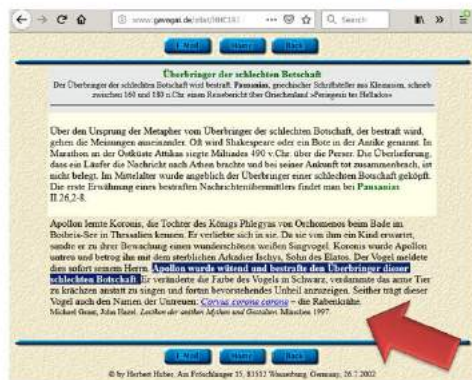 www.gavagai.de/zitat/HHC181
Search
E-Mail Home Back
Überbringer der schlechten Botschaft
Der Überbringer der schlechten Botschaft wird bestraft. Pausanias, griechischer Schriftsteller aus Kleinasien, schrieb
zwischen 160 und 180 n.Chr. einen Reisebericht über Griechenland »Periegesis tes Hellados«
Über den Ursprung der Metapher vom Überbringer der schlechten Botschaft, der bestraft wird,
gehen die Meinungen auseinander. Oft wird Shakespeare oder ein Bote in der Antike genannt. In
Marathon an der Ostküste Attikas siegte Miltiades 490 v.Chr. über die Perser. Die Überlieferung,
dass ein Läufer die Nachricht nach Athen brachte und bei seiner Ankunft tot zusammenbrach, ist
nicht belegt. Im Mittelalter wurde angeblich der Überbringer einer schlechten Botschaft geköpft.
Die erste Erwähnung eines bestraften Nachrichtenübermittlers findet man bei Pausanias
II.26,2-8.
Apollon lernte Koronis, die Tochter des Königs Phlegyas von Orchomenos beim Bade im
Boibeis-See in Thessalien kennen. Er verliebte sich in sie. Da sie von ihm ein Kind erwartet,
sandte er zu ihrer Bewachung einen wunderschönen weißen Singvogel. Koronis wurde Apollon
untreu und betrog ihn mit dem sterblichen Arkadier Ischys, Sohn des Elatos. Der Vogel meldete
dies sofort seinem Herrn. Apollon wurde wütend und bestrafte den Überbringer dieser
schlechten Botschaft. Er veränderte die Farbe des Vogels in Schwarz, verdammte das arme Tier
zu krächzen anstatt zu singen und fortan bevorstehendes Unheil anzuzeigen. Seither trägt dieser
Vogel auch den Namen der Untreuen: Corvus corone corone – die Rabenkrähe.
Michael Grant, John Hazel. Lexikon der antiken Mythen und Gestalten. München 1997.
E-Mail Home Back
© by Herbert Huber, Am Fröschlanger 15, 83512 Wasserburg, Germany, 26.7.2002